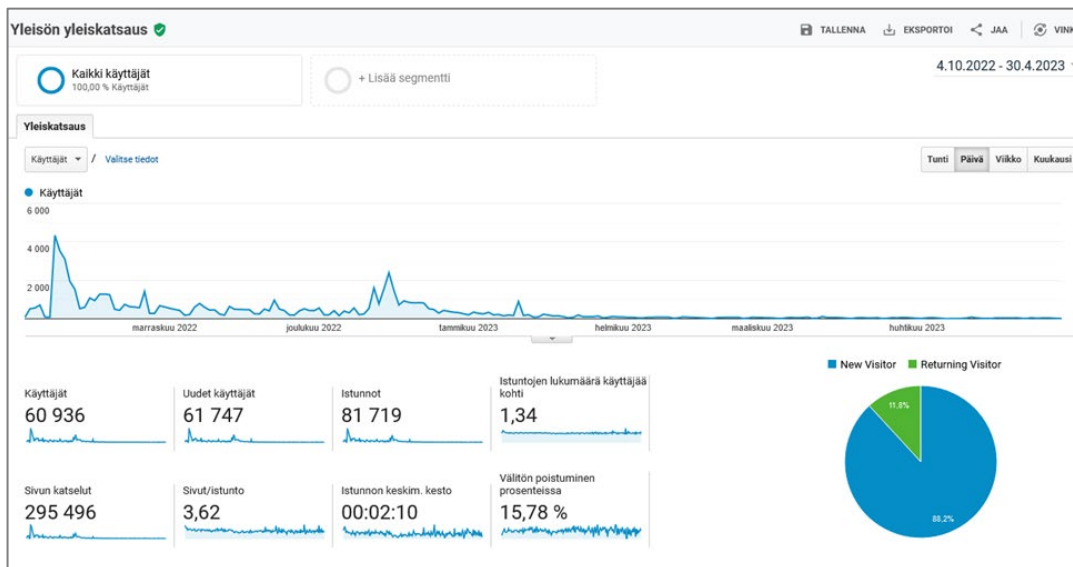 Yleisön yleiskatsaus
TALLENNA
EKSPORTOI
JAA
VINK
Kaikki käyttäjät
100,00 % Käyttäjät
+ Lisää segmentti
4.10.2022 - 30.4.2023
Yleiskatsaus
Käyttäjät
/
Valitse tiedot
Tunti
Päivä
Viikko
Kuukausi
Käyttäjät
6 000
4 000
2 000
marraskuu 2022
joulukuu 2022
tammikuu 2023
helmikuu 2023
maaliskuu 2023
huhtikuu 2023
Käyttäjät
60 936
Uudet käyttäjät
61 747
Istunnot
81 719
Istuntojen lukumäärä käyttäjää
kohti
1,34
Sivun katselut
295 496
Sivut/istunto
3,62
Istunnon keskim. kesto
00:02:10
Välitön poistuminen
prosenteissa
15,78 %
New Visitor
Returning Visitor
11,8%
88,2%